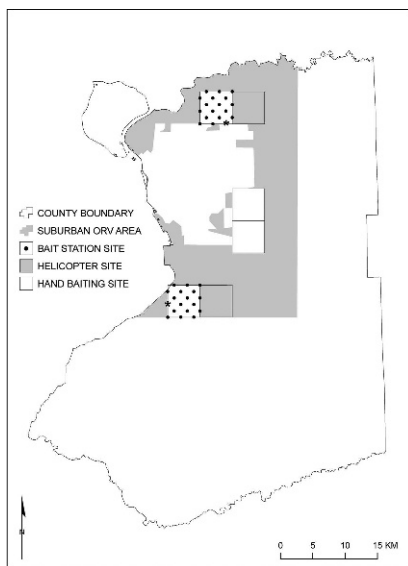 COUNTY BOUNDARY
SUBURBAN ORV AREA
BAIT STATION SITE
HELICOPTER SITE
HAND BAITING SITE
*
*
N
0 5 10 15 KM